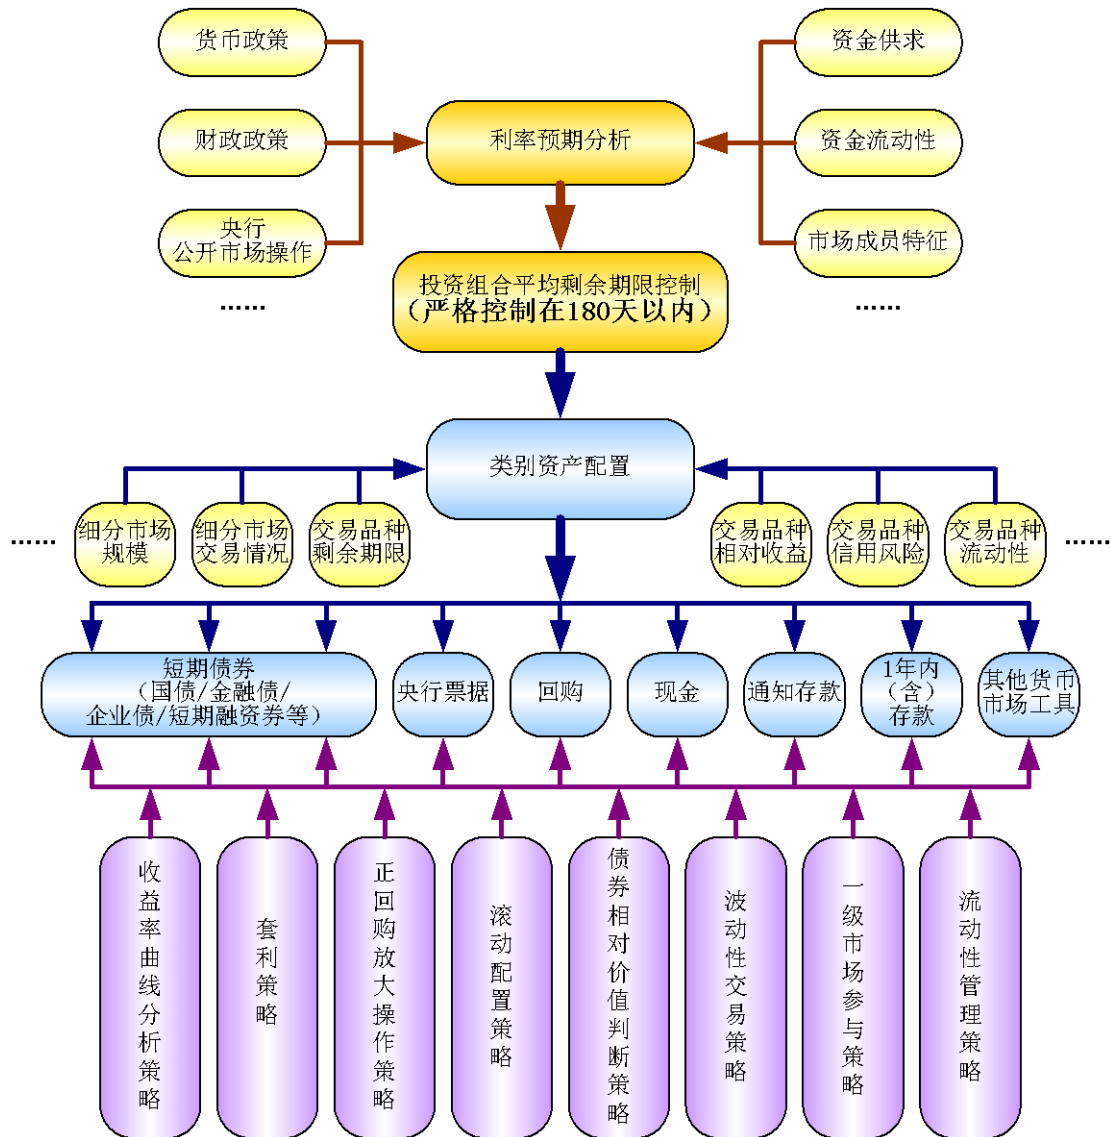 货币政策
资金供求
财政政策
利率预期分析
资金流动性
央行
公开市场操作
市场成员特征
……
投资组合平均剩余期限控制
（严格控制在180天以内）
……
类别资产配置
……
细分市场
规模
细分市场
交易情况
交易品种
剩余期限
交易品种
相对收益
交易品种
信用风险
交易品种
流动性
……
短期债券
（国债/金融债/
企业债/短期融资券等）
央行票据
回购
现金
通知存款
1年内
（含）
存款
其他货币
市场工具
收益率曲线分析策略
套利策略
正回购放大操作策略
滚动配置策略
债券相对价值判断策略
波动性交易策略
一级市场参与策略
流动性管理策略